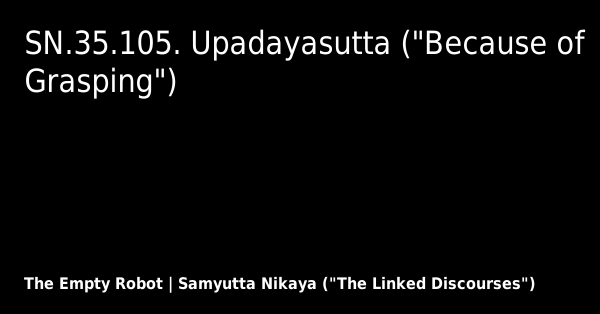 SN.35.105. Upadayasutta ("Because of
Grasping")
The Empty Robot | Samyutta Nikaya ("The Linked Discourses")